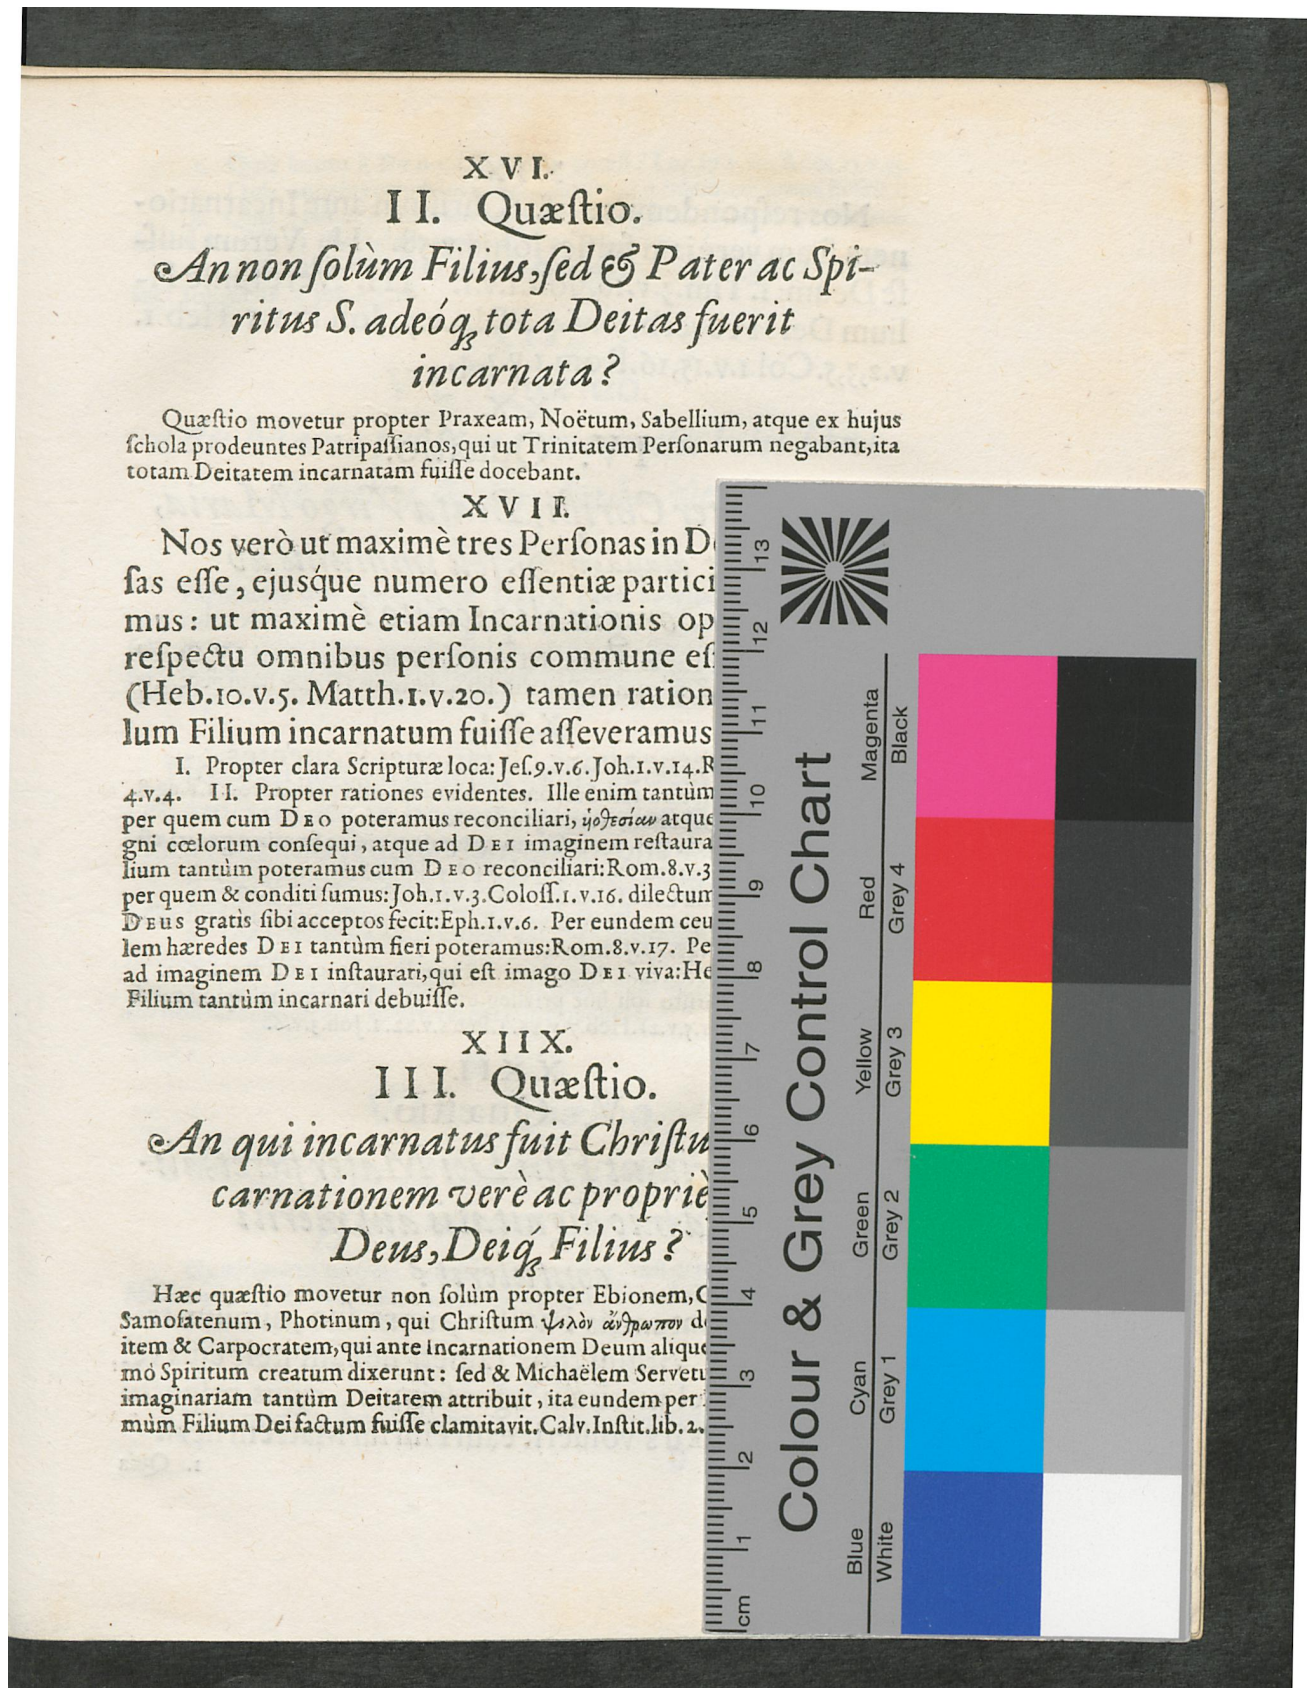 XVI.
II. Quæſtio.
An non ſolùm Filius, ſed & Pater ac Spi-
ritus S. adeóq́ꝫ tota Deitas fuerit
incarnata?
Quæſtio movetur propter Praxeam, Noëtum, Sabellium, atque ex hujus
ſchola prodeuntes Patripaſſianos, qui ut Trinitatem Perſonarum negabant, ita
totam Deitatem incarnatam fuiſſe docebant.
XVII.
Nos verò ut maximè tres Perſonas in D
ſas eſſe, ejusq́ue numero eſſentiæ partici
mus: ut maximè etiam Incarnationis op
reſpectu omnibus perſonis commune eſ
(Heb.10.v.5. Matth.1.v.20.) tamen ration
lum Filium incarnatum fuiſſe aſſeveramus
I. Propter clara Scripturæ loca: Jeſ.9.v.6. Joh.1.v.14. R
4.v.4. II. Propter rationes evidentes. Ille enim tantùm
per quem cum DEO poteramus reconciliari, ὑοθεσίαν atque
gni cœlorum conſequi, atque ad DEI imaginem reſtaura
lium tantùm poteramus cum DEO reconciliari: Rom.8.v.3
per quem & conditi ſumus: Joh.1.v.3. Coloſſ.1.v.16. dilectum
DEUS gratis ſibi acceptos fecit: Eph.1.v.6. Per eundem ceu
lem hæredes DEI tantùm fieri poteramus: Rom.8.v.17. Pe
ad imaginem DEI inſtaurari, qui eſt imago DEI viva: He
Filium tantùm incarnari debuiſſe.
XIIX.
III. Quæſtio.
An qui incarnatus fuit Chriſtu
carnationem verè ac propriè
Deus, Deiq́ꝫ Filius?
Hæc quæſtio movetur non ſolùm propter Ebionem, C
Samoſatenum, Photinum, qui Chriſtum ψιλὸν ἄνθρωπον d
item & Carpocratem, qui ante incarnationem Deum alique
mó Spiritum creatum dixerunt: ſed & Michaëlem Servetu
imaginariam tantùm Deitatem attribuit, ita eundem per
mùm Filium Dei factum fuiſſe clamitavit. Calv. Inſtit. lib. 2.
Colour & Grey Control Chart
Blue Cyan Green Yellow Red Magenta
White Grey 1 Grey 2 Grey 3 Grey 4 Black
cm 1 2 3 4 5 6 7 8 9 10 11 12 13